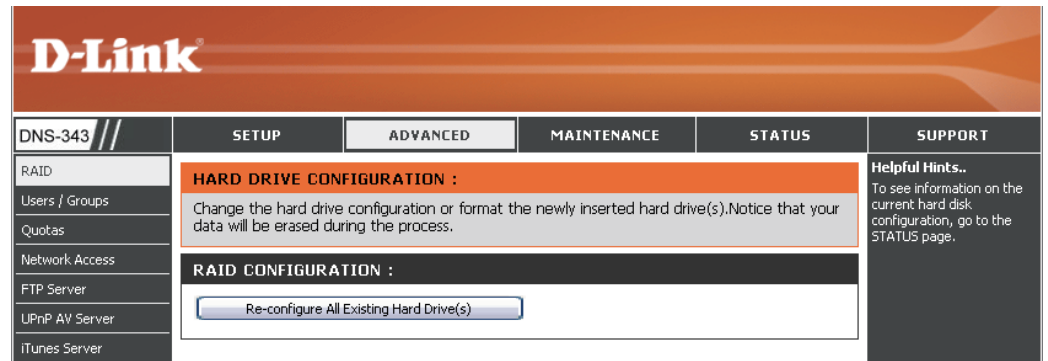 D-Link
DNS-343
SETUP
ADVANCED
MAINTENANCE
STATUS
SUPPORT
RAID
Users / Groups
Quotas
Network Access
FTP Server
UPnP AV Server
iTunes Server
HARD DRIVE CONFIGURATION :
Change the hard drive configuration or format the newly inserted hard drive(s).Notice that your
data will be erased during the process.
RAID CONFIGURATION :
Re-configure All Existing Hard Drive(s)
Helpful Hints..
To see information on the
current hard disk
configuration, go to the
STATUS page.